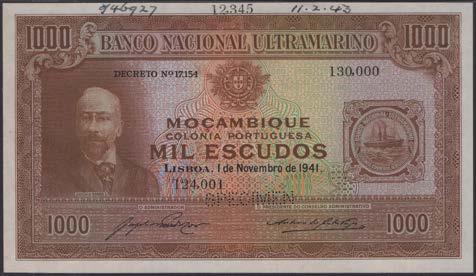 12,345
11.2.43
1000 BANCO NACIONAL ULTRAMARINO 1000
DECRETO Nº 17.154
130,000
MOÇAMBIQUE
COLÓNIA PORTUGUESA
MIL ESCUDOS
LISBOA, 1 de Novembro de 1941.
124,001
SPECIMEN
1000
1000